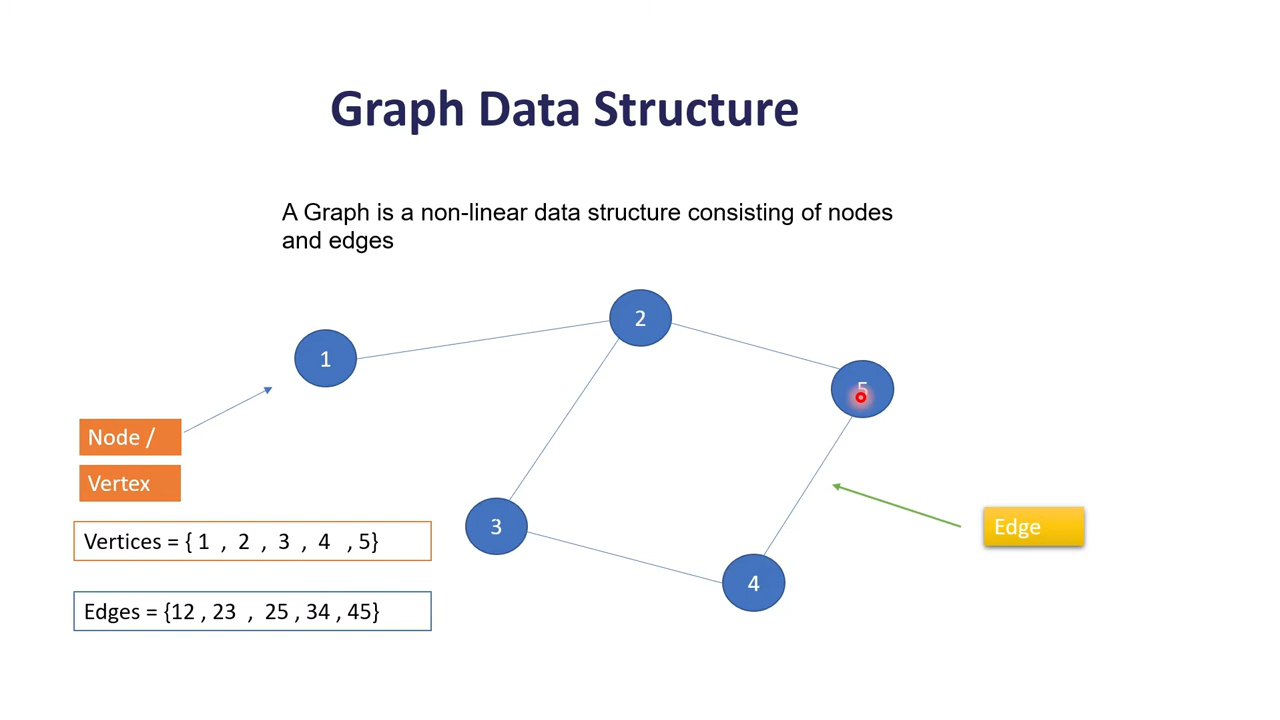 Graph Data Structure
A Graph is a non-linear data structure consisting of nodes
and edges
2
1
5
Node /
Vertex
3
Edge
Vertices = { 1 , 2 , 3 , 4 , 5}
4
Edges = {12 , 23 , 25 , 34 , 45}